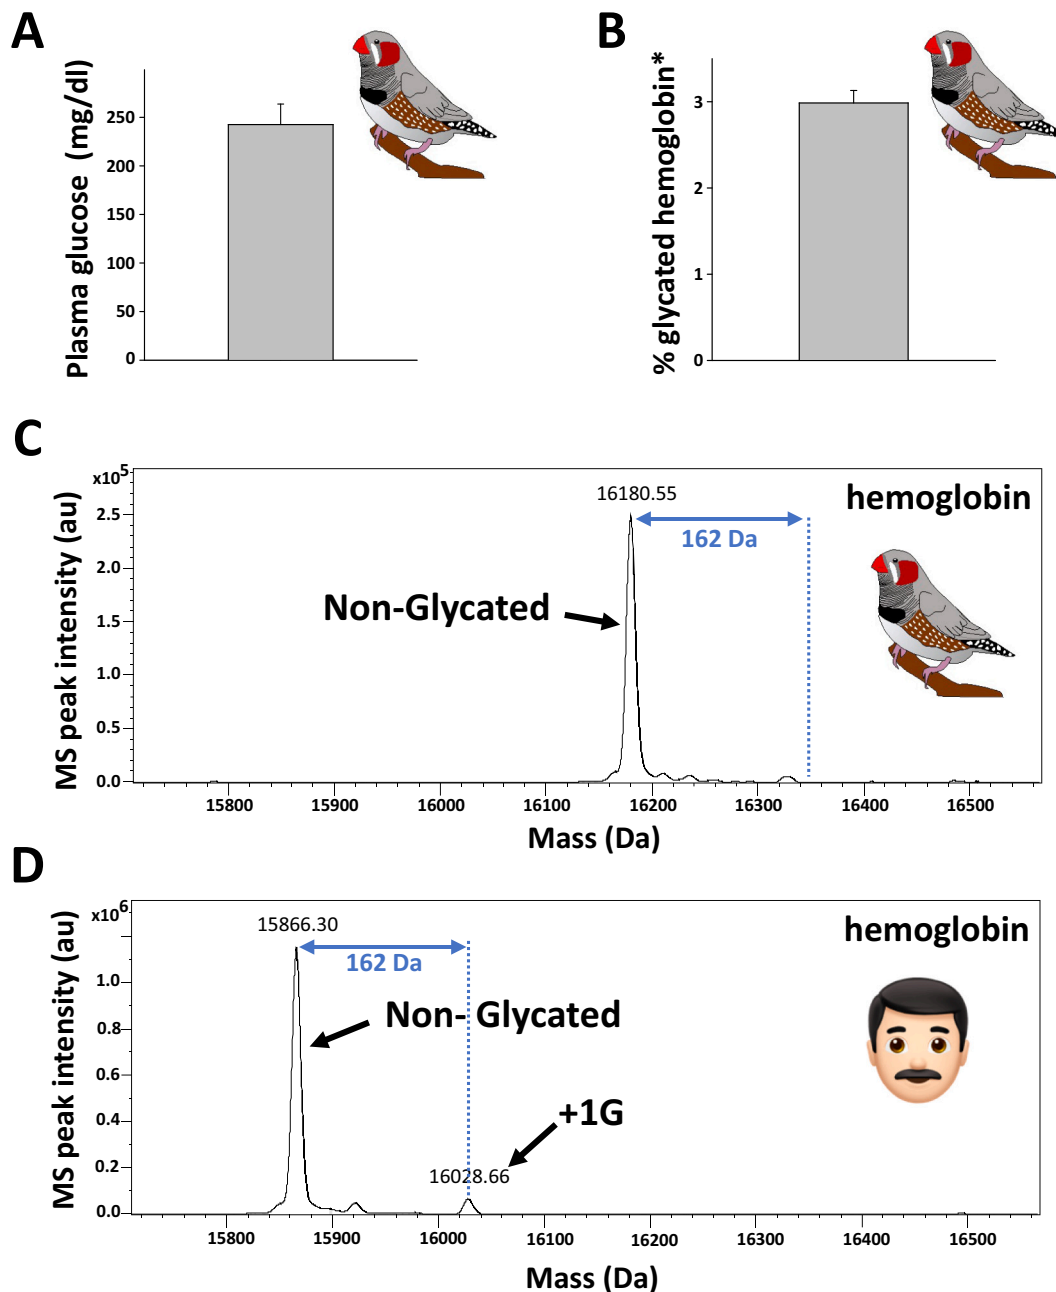 A
Plasma glucose (mg/dl)
250
200
150
100
50
0
B
% glycated hemoglobin*
3
2
1
0
C
MS peak intensity (au)
x10⁵
2.5
2.0
1.5
1.0
0.5
0.0
16180.55
162 Da
Non-Glycated
hemoglobin
15800 15900 16000 16100 16200 16300 16400 16500
Mass (Da)
D
MS peak intensity (au)
x10⁶
1.0
0.8
0.6
0.4
0.2
0.0
15866.30
162 Da
Non- Glycated
+1G
16028.66
hemoglobin
15800 15900 16000 16100 16200 16300 16400 16500
Mass (Da)